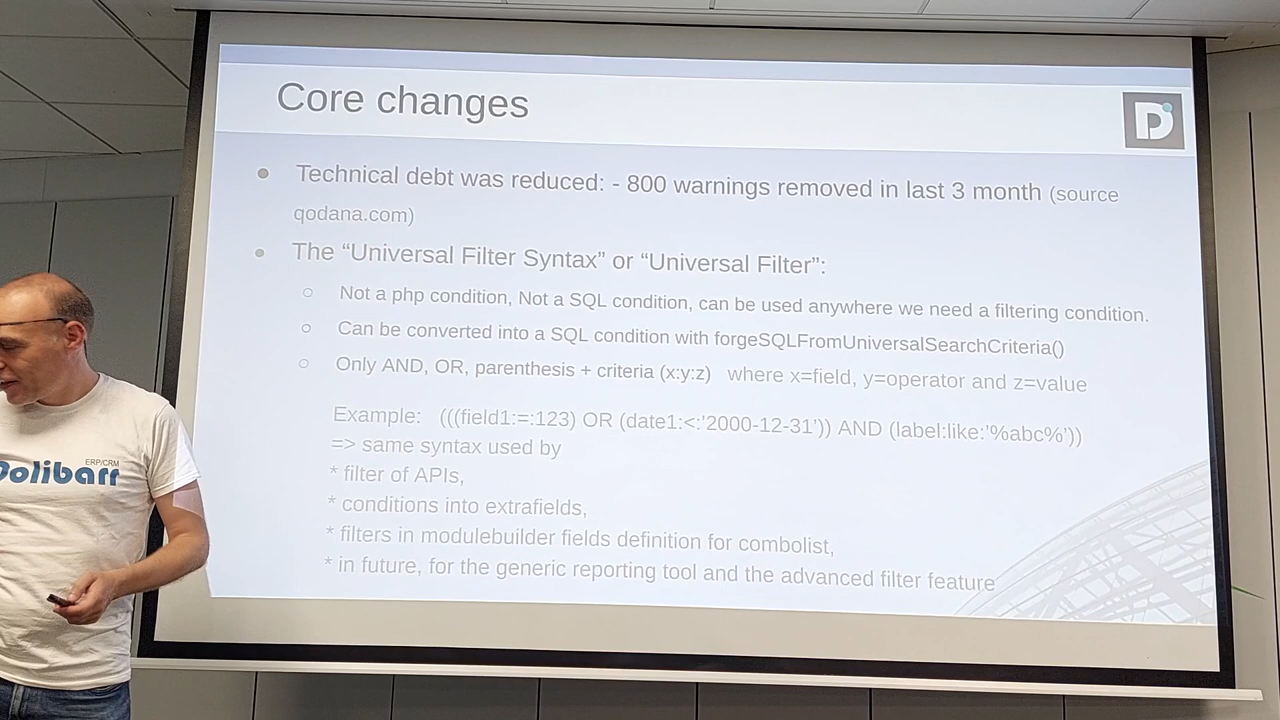 Core changes
D
Technical debt was reduced: - 800 warnings removed in last 3 month (source
qodana.com)
The “Universal Filter Syntax” or “Universal Filter”:
Not a php condition, Not a SQL condition, can be used anywhere we need a filtering condition.
Can be converted into a SQL condition with forgeSQLFromUniversalSearchCriteria()
Only AND, OR, parenthesis + criteria (x:y:z) where x=field, y=operator and z=value
Example: (((field1:=:123) OR (date1:<:’2000-12-31’)) AND (label:like:’%abc%’))
=> same syntax used by
* filter of APIs,
* conditions into extrafields,
* filters in modulebuilder fields definition for combolist,
* in future, for the generic reporting tool and the advanced filter feature
ERP/CRM
Dolibarr